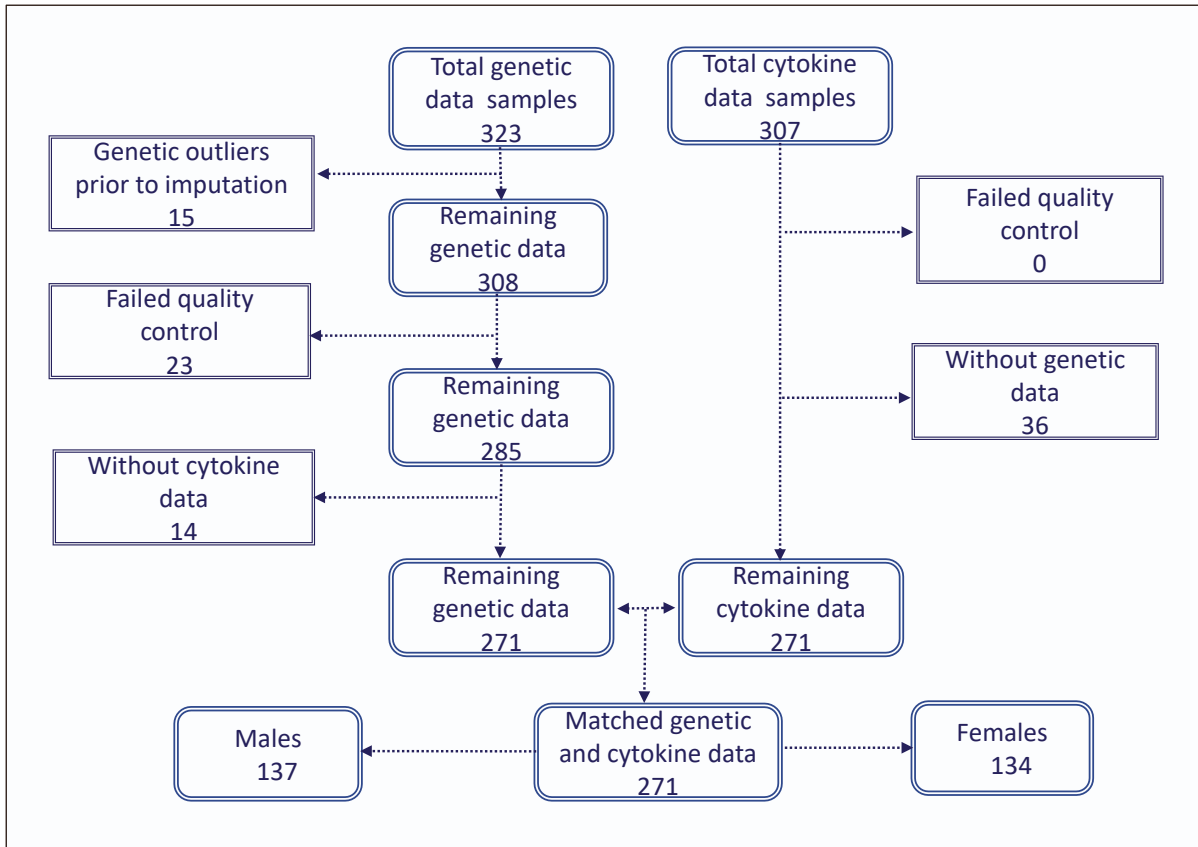 Total genetic
data samples
323
Total cytokine
data samples
307
Genetic outliers
prior to imputation
15
Failed quality
control
0
Remaining
genetic data
308
Failed quality
control
23
Without genetic
data
36
Remaining
genetic data
285
Without cytokine
data
14
Remaining
genetic data
271
Remaining
cytokine data
271
Males
137
Matched genetic
and cytokine data
271
Females
134